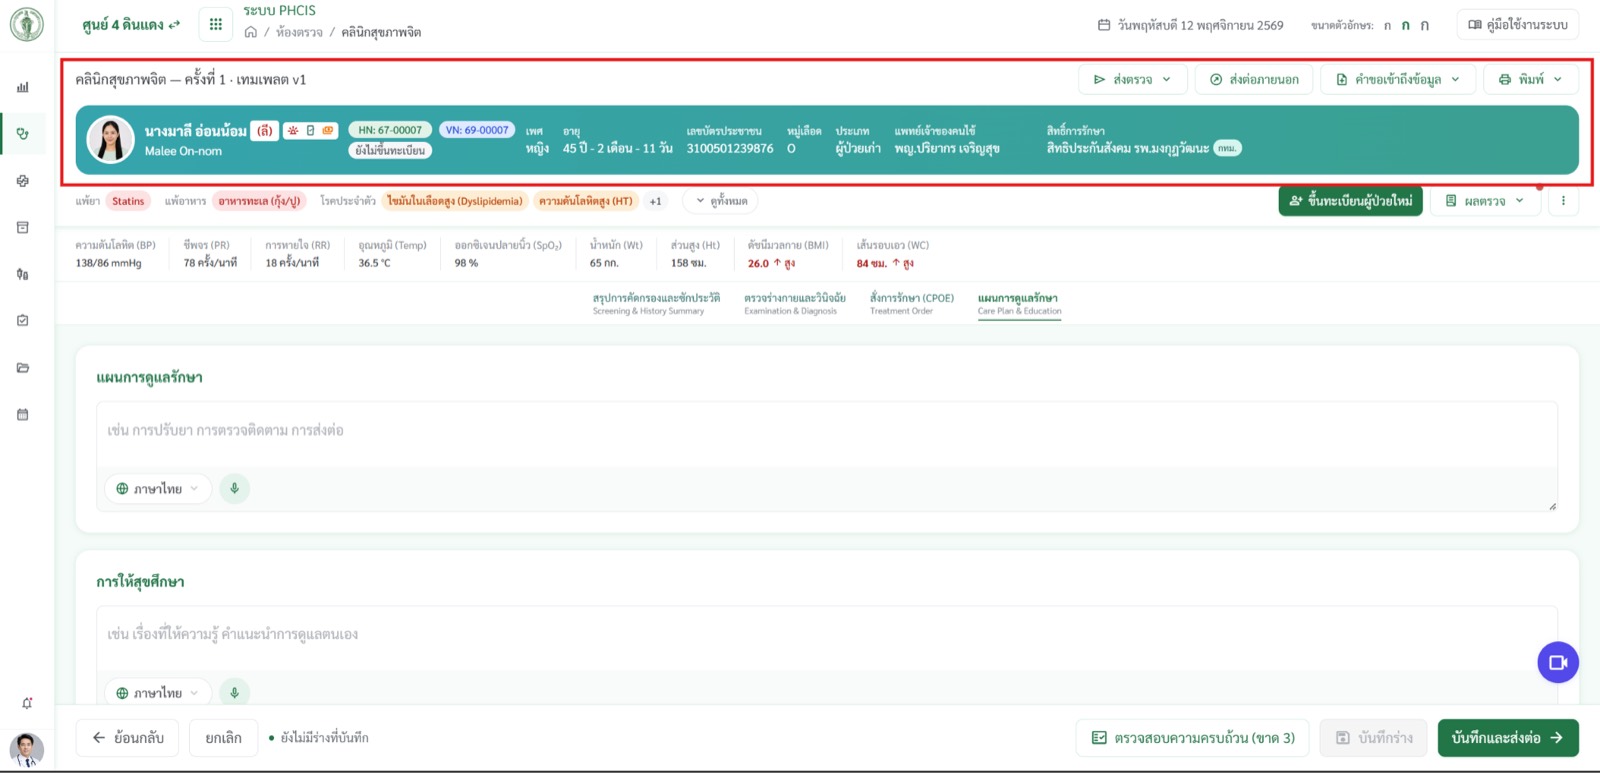 ศูนย์ 4 ดินแดง
ระบบ PHCIS
ห้องตรวจ / คลินิกสุขภาพจิต
วันพฤหัสบดี 12 พฤศจิกายน 2569
ขนาดตัวอักษร: ก ก ก
คู่มือใช้งานระบบ
คลินิกสุขภาพจิต — ครั้งที่ 1 · เทมเพลต v1
ส่งตรวจ
ส่งต่อภายนอก
คำขอเข้าถึงข้อมูล
พิมพ์
นางมาลี อ่อนน้อม (ลี)
Malee On-nom
HN: 67-00007
VN: 69-00007
ยังไม่ขึ้นทะเบียน
เพศ
หญิง
อายุ
45 ปี - 2 เดือน - 11 วัน
เลขบัตรประชาชน
3100501239876
หมู่เลือด
O
ประเภท
ผู้ป่วยเก่า
แพทย์เจ้าของคนไข้
พญ.ปริยากร เจริญสุข
สิทธิ์การรักษา
สิทธิประกันสังคม รพ.มงกุฎวัฒนะ กทม.
แพ้ยา Statins
แพ้อาหาร อาหารทะเล (กุ้ง/ปู)
โรคประจำตัว ไขมันในเลือดสูง (Dyslipidemia) ความดันโลหิตสูง (HT) +1
ดูทั้งหมด
ขึ้นทะเบียนผู้ป่วยใหม่
ผลตรวจ
ความดันโลหิต (BP)
138/86 mmHg
ชีพจร (PR)
78 ครั้ง/นาที
การหายใจ (RR)
18 ครั้ง/นาที
อุณหภูมิ (Temp)
36.5 °C
ออกซิเจนปลายนิ้ว (SpO₂)
98 %
น้ำหนัก (Wt)
65 กก.
ส่วนสูง (Ht)
158 ซม.
ดัชนีมวลกาย (BMI)
26.0 ↑ สูง
เส้นรอบเอว (WC)
84 ซม. ↑ สูง
สรุปการคัดกรองและซักประวัติ
Screening & History Summary
ตรวจร่างกายและวินิจฉัย
Examination & Diagnosis
สั่งการรักษา (CPOE)
Treatment Order
แผนการดูแลรักษา
Care Plan & Education
แผนการดูแลรักษา
เช่น การปรับยา การตรวจติดตาม การส่งต่อ
ภาษาไทย
การให้สุขศึกษา
เช่น เรื่องที่ให้ความรู้ คำแนะนำการดูแลตนเอง
ภาษาไทย
← ย้อนกลับ
ยกเลิก
• ยังไม่มีร่างที่บันทึก
ตรวจสอบความครบถ้วน (ขาด 3)
บันทึกร่าง
บันทึกและส่งต่อ →